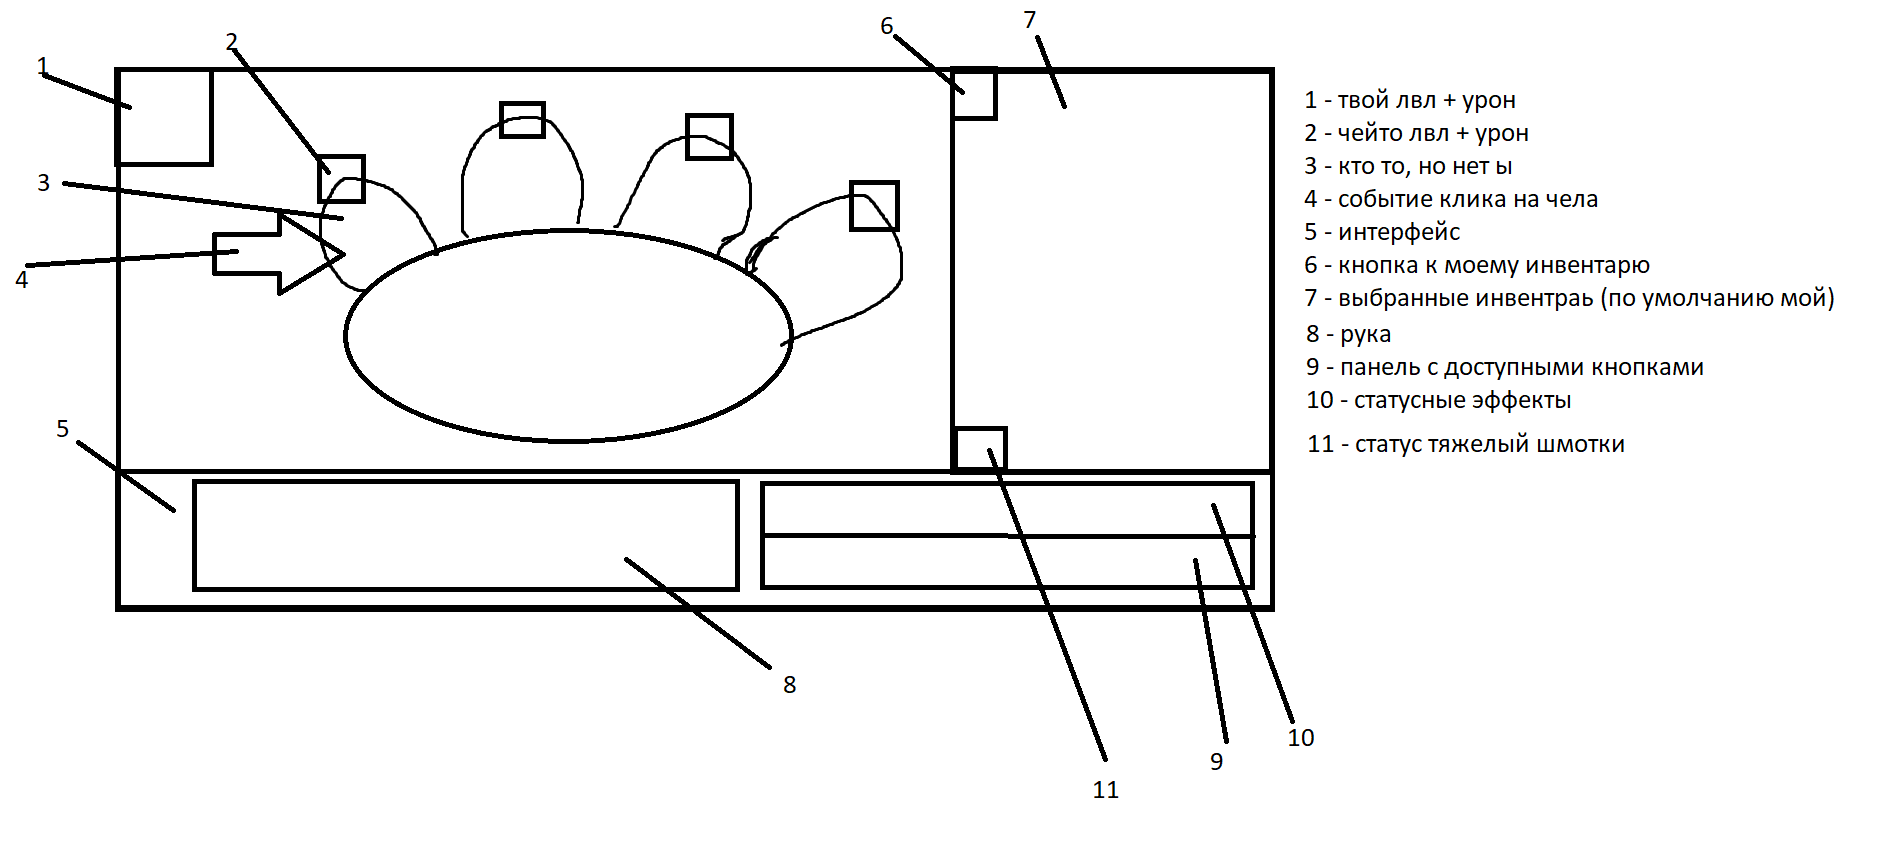 1
2
6
7
3
4
5
8
9
10
11
1 - твой лвл + урон
2 - чейто лвл + урон
3 - кто то, но нет ы
4 - событие клика на чела
5 - интерфейс
6 - кнопка к моему инвентарю
7 - выбранные инвентраь (по умолчанию мой)
8 - рука
9 - панель с доступными кнопками
10 - статусные эффекты
11 - статус тяжелый шмотки